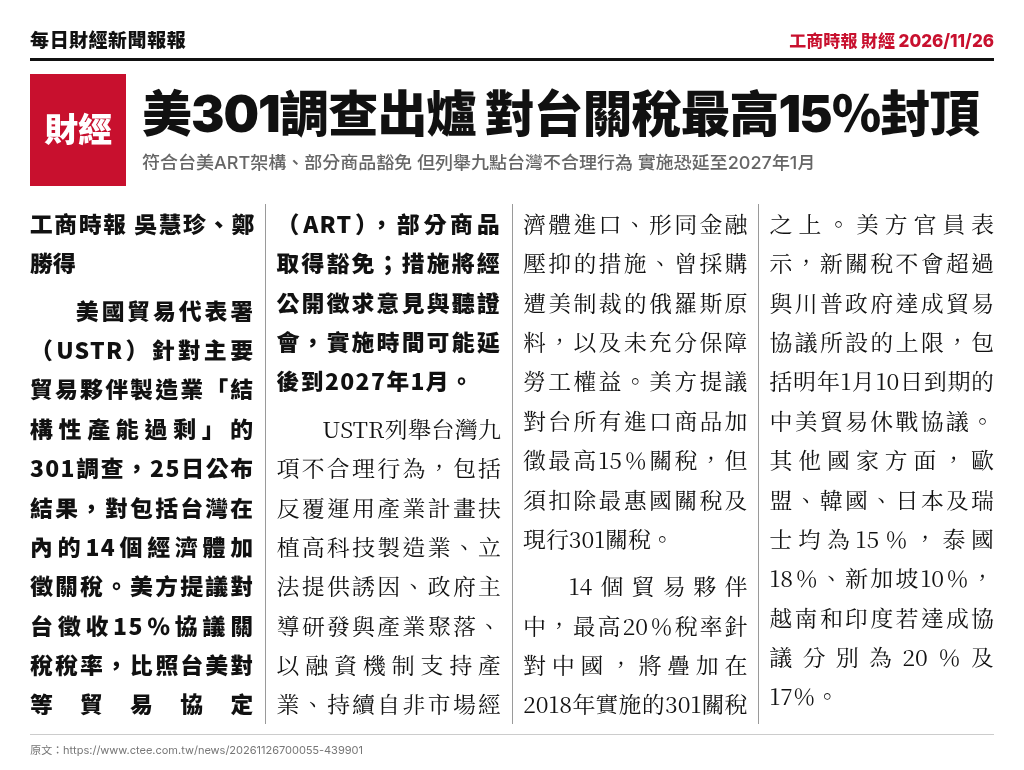 每日財經新聞報報
工商時報 財經 2026/11/26
財經
美301調查出爐 對台關稅最高15%封頂
符合台美ART架構、部分商品豁免 但列舉九點台灣不合理行為 實施恐延至2027年1月
工商時報 吳慧珍、鄭
勝得
美國貿易代表署
（USTR）針對主要
貿易夥伴製造業「結
構性產能過剩」的
301調查，25日公布
結果，對包括台灣在
內的14個經濟體加
徵關稅。美方提議對
台徵收15％協議關
稅稅率，比照台美對
等貿易協定
（ART），部分商品
取得豁免；措施將經
公開徵求意見與聽證
會，實施時間可能延
後到2027年1月。
USTR列舉台灣九
項不合理行為，包括
反覆運用產業計畫扶
植高科技製造業、立
法提供誘因、政府主
導研發與產業聚落、
以融資機制支持產
業、持續自非市場經
濟體進口、形同金融
壓抑的措施、曾採購
遭美制裁的俄羅斯原
料，以及未充分保障
勞工權益。美方提議
對台所有進口商品加
徵最高15％關稅，但
須扣除最惠國關稅及
現行301關稅。
14個貿易夥伴
中，最高20％稅率針
對中國，將疊加在
2018年實施的301關稅
之上。美方官員表
示，新關稅不會超過
與川普政府達成貿易
協議所設的上限，包
括明年1月10日到期的
中美貿易休戰協議。
其他國家方面，歐
盟、韓國、日本及瑞
士均為15％，泰國
18％、新加坡10％，
越南和印度若達成協
議分別為20％及
17％。
原文：https://www.ctee.com.tw/news/20261126700055-439901